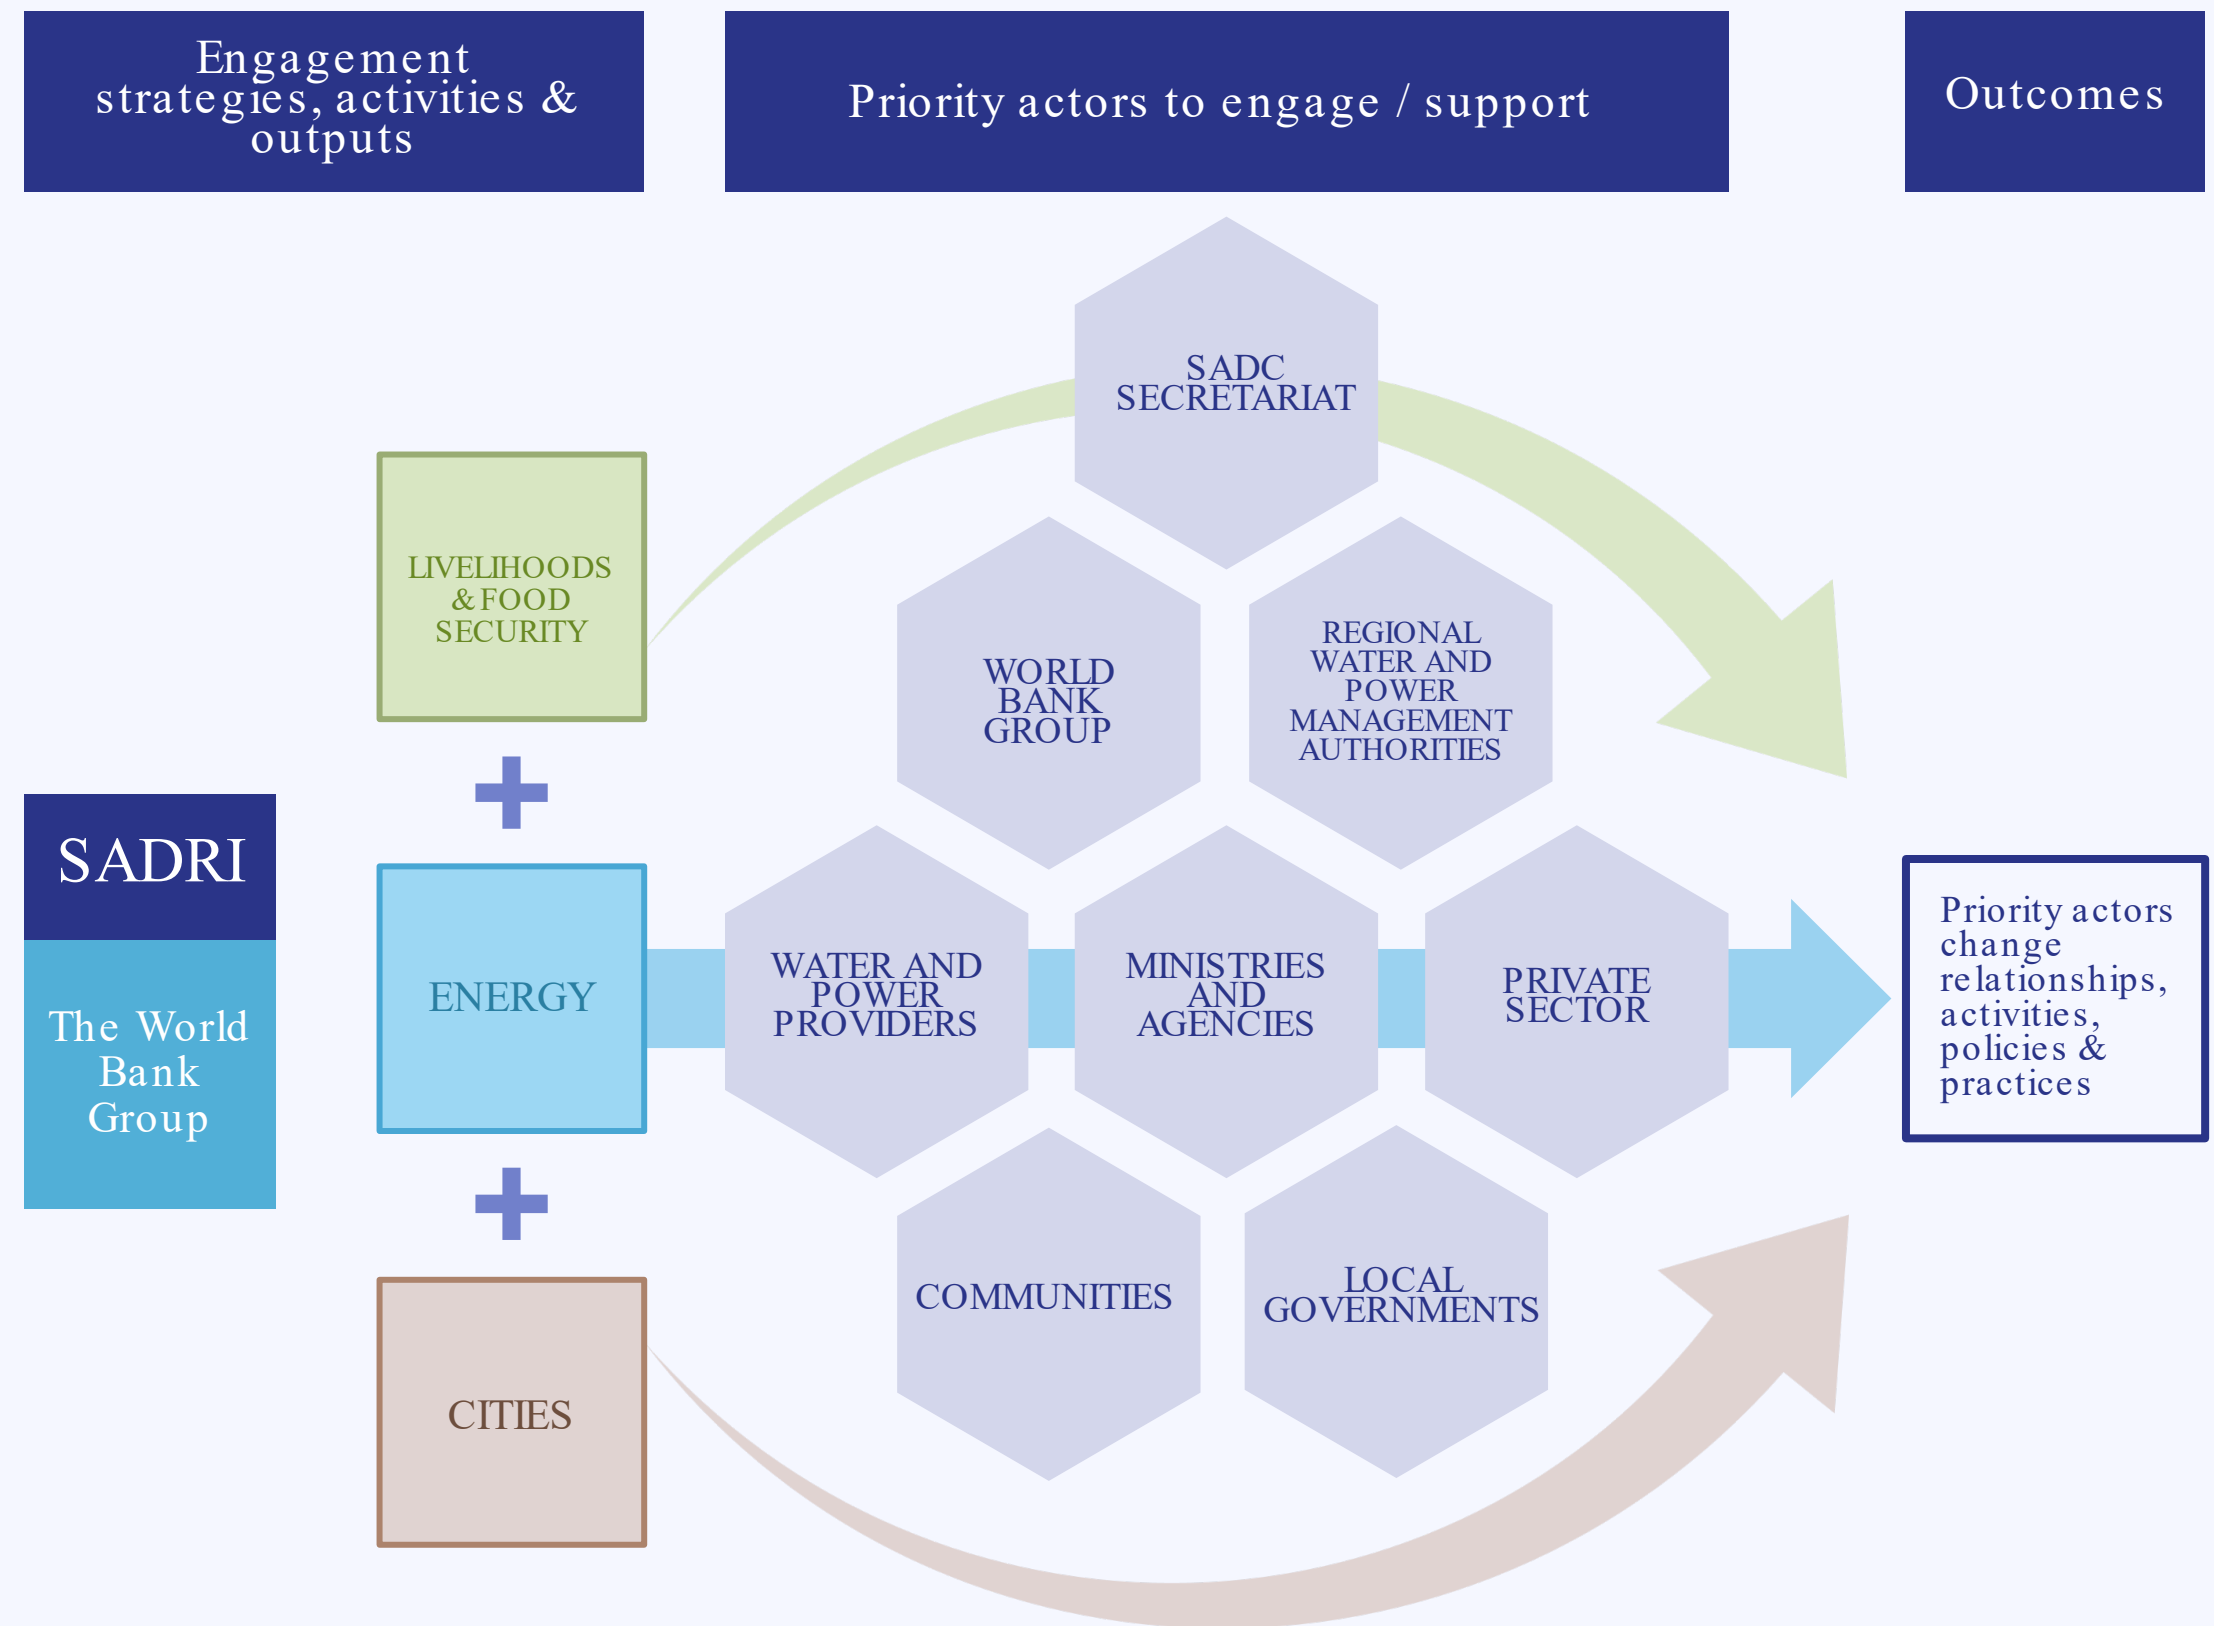 Engagement
strategies, activities &
outputs
Priority actors to engage / support
Outcomes
SADRI
The World
Bank
Group
LIVELIHOODS
& FOOD
SECURITY
ENERGY
CITIES
SADC
SECRETARIAT
WORLD
BANK
GROUP
REGIONAL
WATER AND
POWER
MANAGEMENT
AUTHORITIES
WATER AND
POWER
PROVIDERS
MINISTRIES
AND
AGENCIES
PRIVATE
SECTOR
COMMUNITIES
LOCAL
GOVERNMENTS
Priority actors
change
relationships,
activities,
policies &
practices